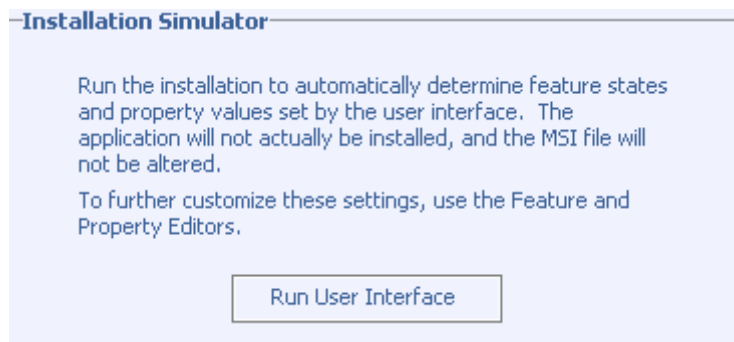 Installation Simulator
Run the installation to automatically determine feature states
and property values set by the user interface.  The
application will not actually be installed, and the MSI file will
not be altered.
To further customize these settings, use the Feature and
Property Editors.
Run User Interface